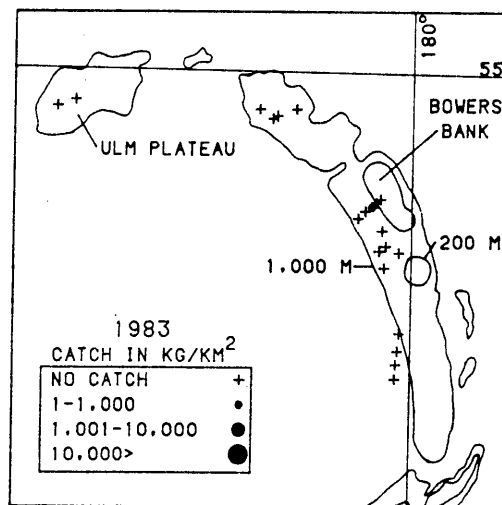 180°
55
BOWERS
BANK
ULM PLATEAU
200 M
1,000 M
1983
CATCH IN KG/KM²
NO CATCH +
1-1,000
1,001-10,000
10,000>